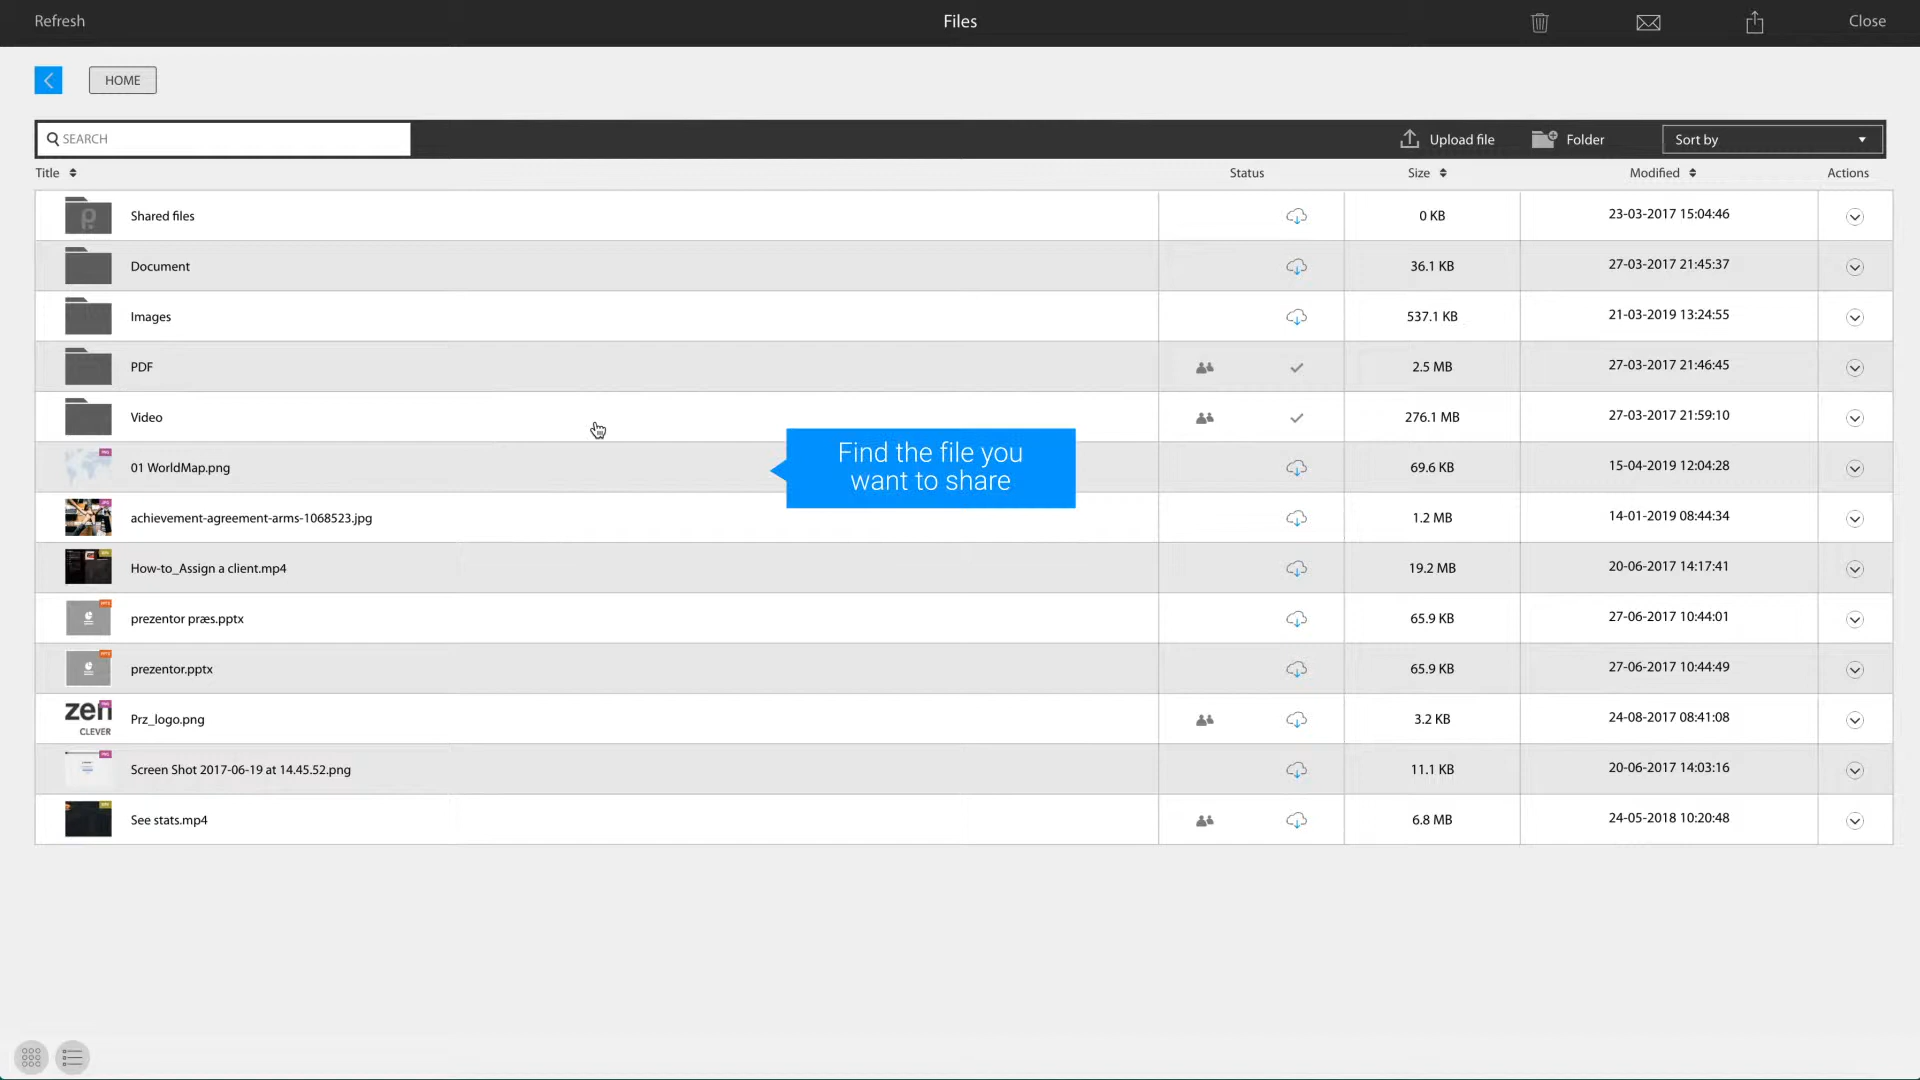 Refresh
Files
Close
HOME
SEARCH
Upload file
Folder
Sort by
Title
Status
Size
Modified
Actions
Shared files
0 KB
23-03-2017 15:04:46
Document
36.1 KB
27-03-2017 21:45:37
Images
537.1 KB
21-03-2019 13:24:55
PDF
2.5 MB
27-03-2017 21:46:45
Video
276.1 MB
27-03-2017 21:59:10
Find the file you
want to share
01 WorldMap.png
69.6 KB
15-04-2019 12:04:28
achievement-agreement-arms-1068523.jpg
1.2 MB
14-01-2019 08:44:34
How-to_Assign a client.mp4
19.2 MB
20-06-2017 14:17:41
prezentor præs.pptx
65.9 KB
27-06-2017 10:44:01
prezentor.pptx
65.9 KB
27-06-2017 10:44:49
zen
CLEVER
Prz_logo.png
3.2 KB
24-08-2017 08:41:08
Screen Shot 2017-06-19 at 14.45.52.png
11.1 KB
20-06-2017 14:03:16
See stats.mp4
6.8 MB
24-05-2018 10:20:48